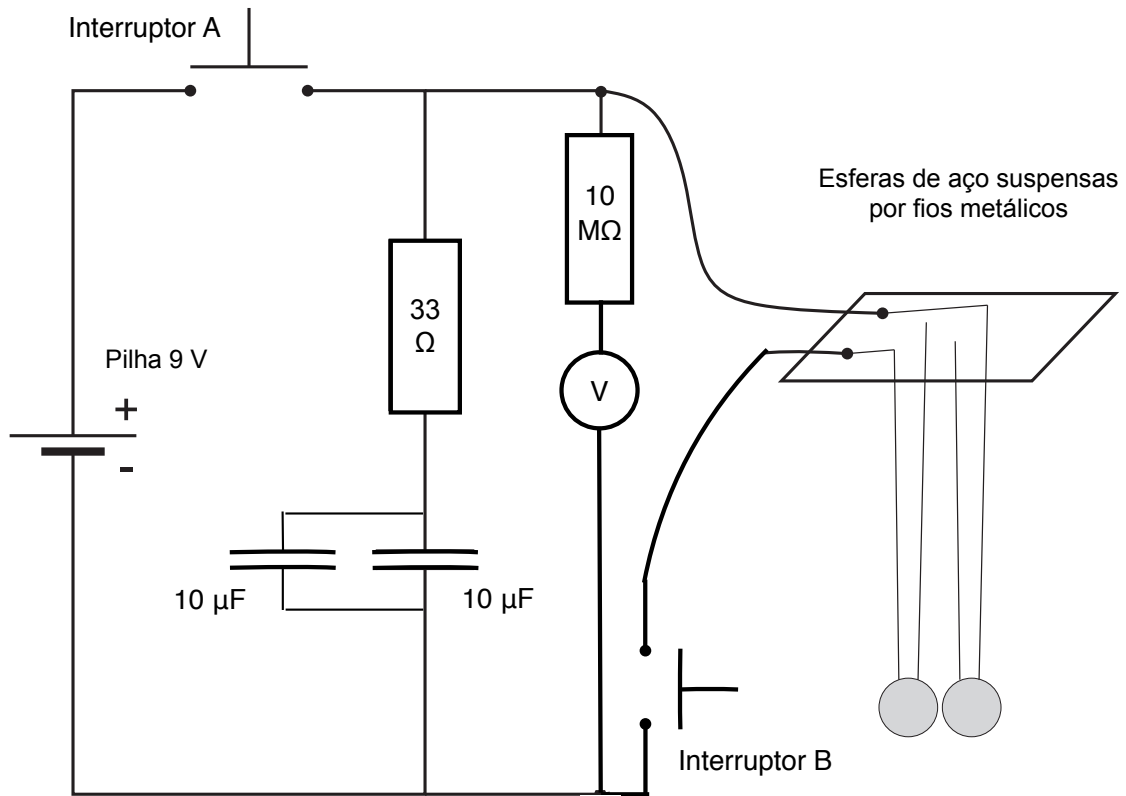 Interruptor A
Esferas de aço suspensas
por fios metálicos
10
MΩ
33
Ω
Pilha 9 V
+
-
V
10 µF
10 µF
Interruptor B